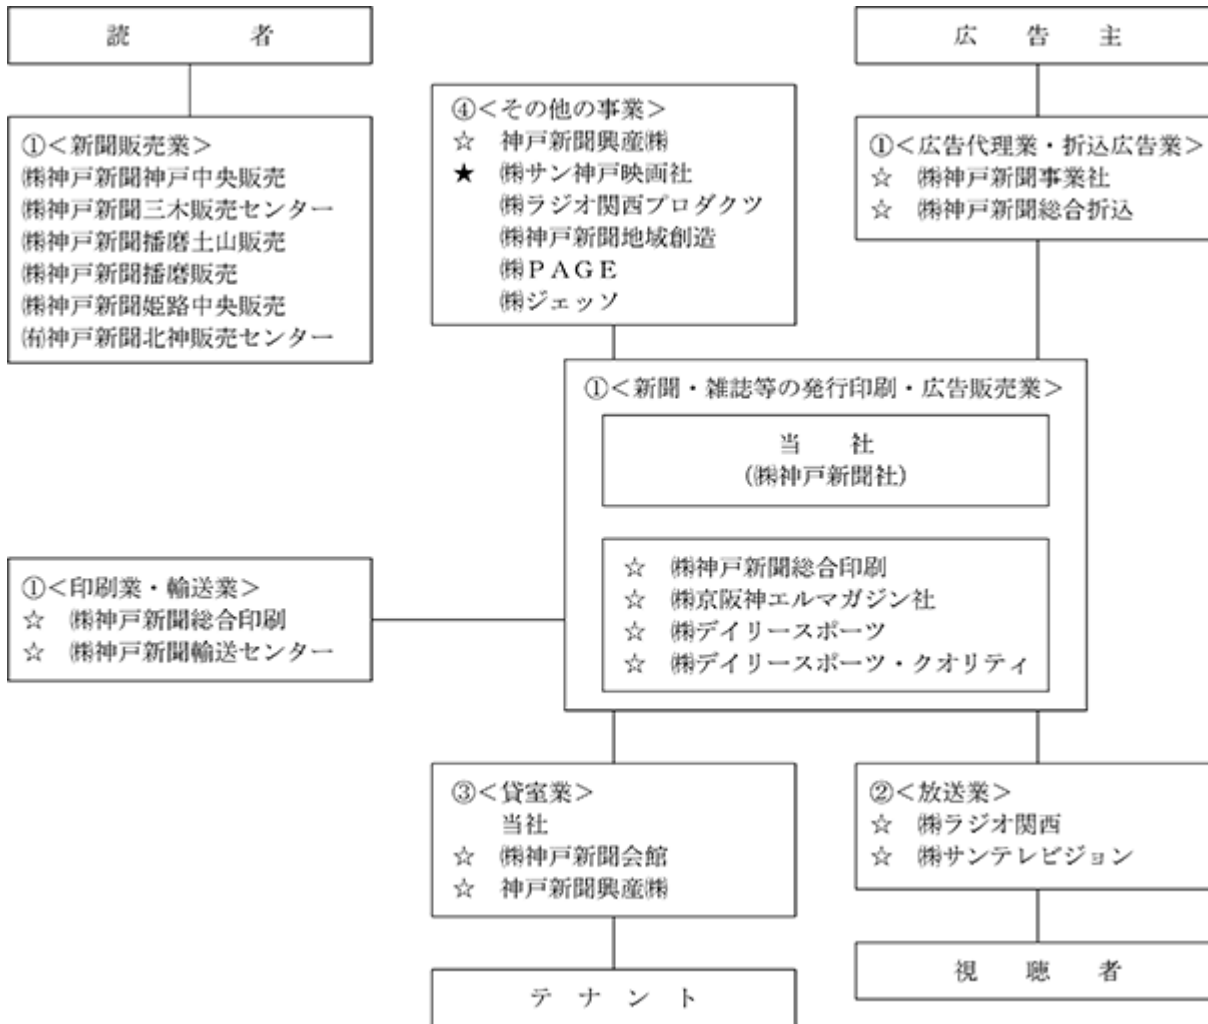 読者
①＜新聞販売業＞
㈱神戸新聞神戸中央販売
㈱神戸新聞三木販売センター
㈱神戸新聞播磨土山販売
㈱神戸新聞播磨販売
㈱神戸新聞姫路中央販売
㈲神戸新聞北神販売センター
④＜その他の事業＞
☆ 神戸新聞興産㈱
★ ㈱サン神戸映画社
㈱ラジオ関西プロダクツ
㈱神戸新聞地域創造
㈱ＰＡＧＥ
㈱ジェッソ
広告主
①＜広告代理業・折込広告業＞
☆ ㈱神戸新聞事業社
☆ ㈱神戸新聞総合折込
①＜新聞・雑誌等の発行印刷・広告販売業＞
当社
(㈱神戸新聞社)
☆ ㈱神戸新聞総合印刷
☆ ㈱京阪神エルマガジン社
☆ ㈱デイリースポーツ
☆ ㈱デイリースポーツ・クオリティ
①＜印刷業・輸送業＞
☆ ㈱神戸新聞総合印刷
☆ ㈱神戸新聞輸送センター
③＜貸室業＞
当社
☆ ㈱神戸新聞会館
☆ 神戸新聞興産㈱
テナント
②＜放送業＞
☆ ㈱ラジオ関西
☆ ㈱サンテレビジョン
視聴者